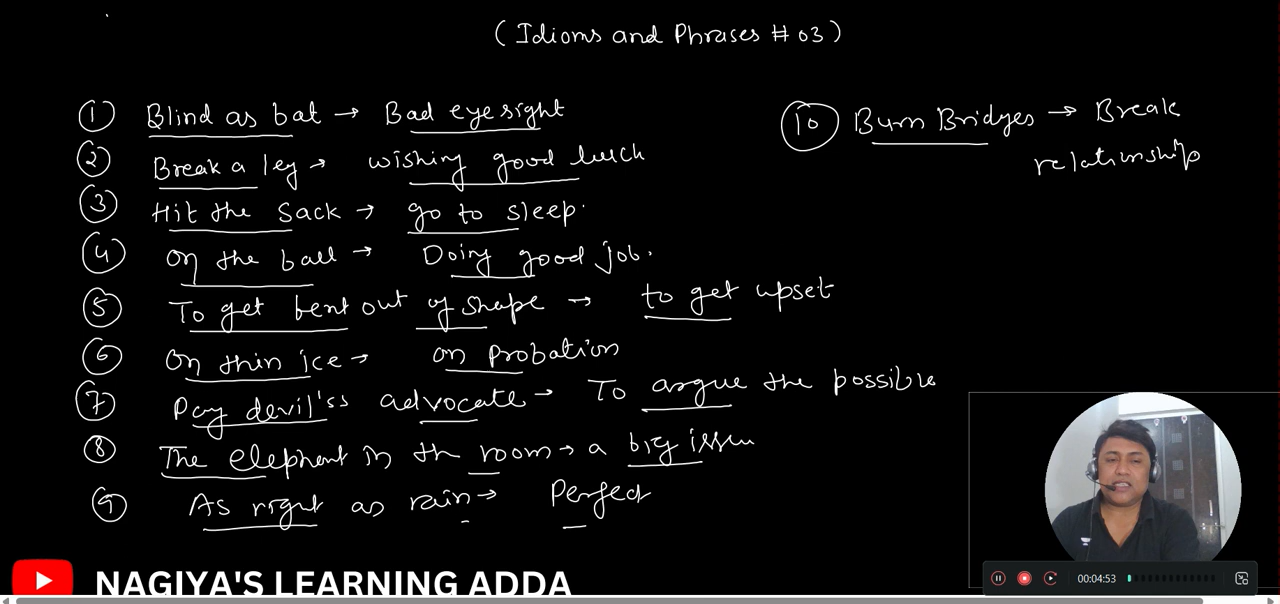 (Idioms and Phrases # 03)
① Blind as bat → Bad eyesight
② Break a leg → wishing good luck
③ Hit the Sack → go to sleep.
④ On the ball → Doing good job.
⑤ To get bent out of shape → to get upset
⑥ On thin ice → on probation
⑦ Pay devil'ss advocate → To argue the possible
⑧ The elephant in th room → a big issu
⑨ As right as rain → Perfect
⑩ Burn Bridges → Break
relationship
NAGIYA'S LEARNING ADDA
00:04:53